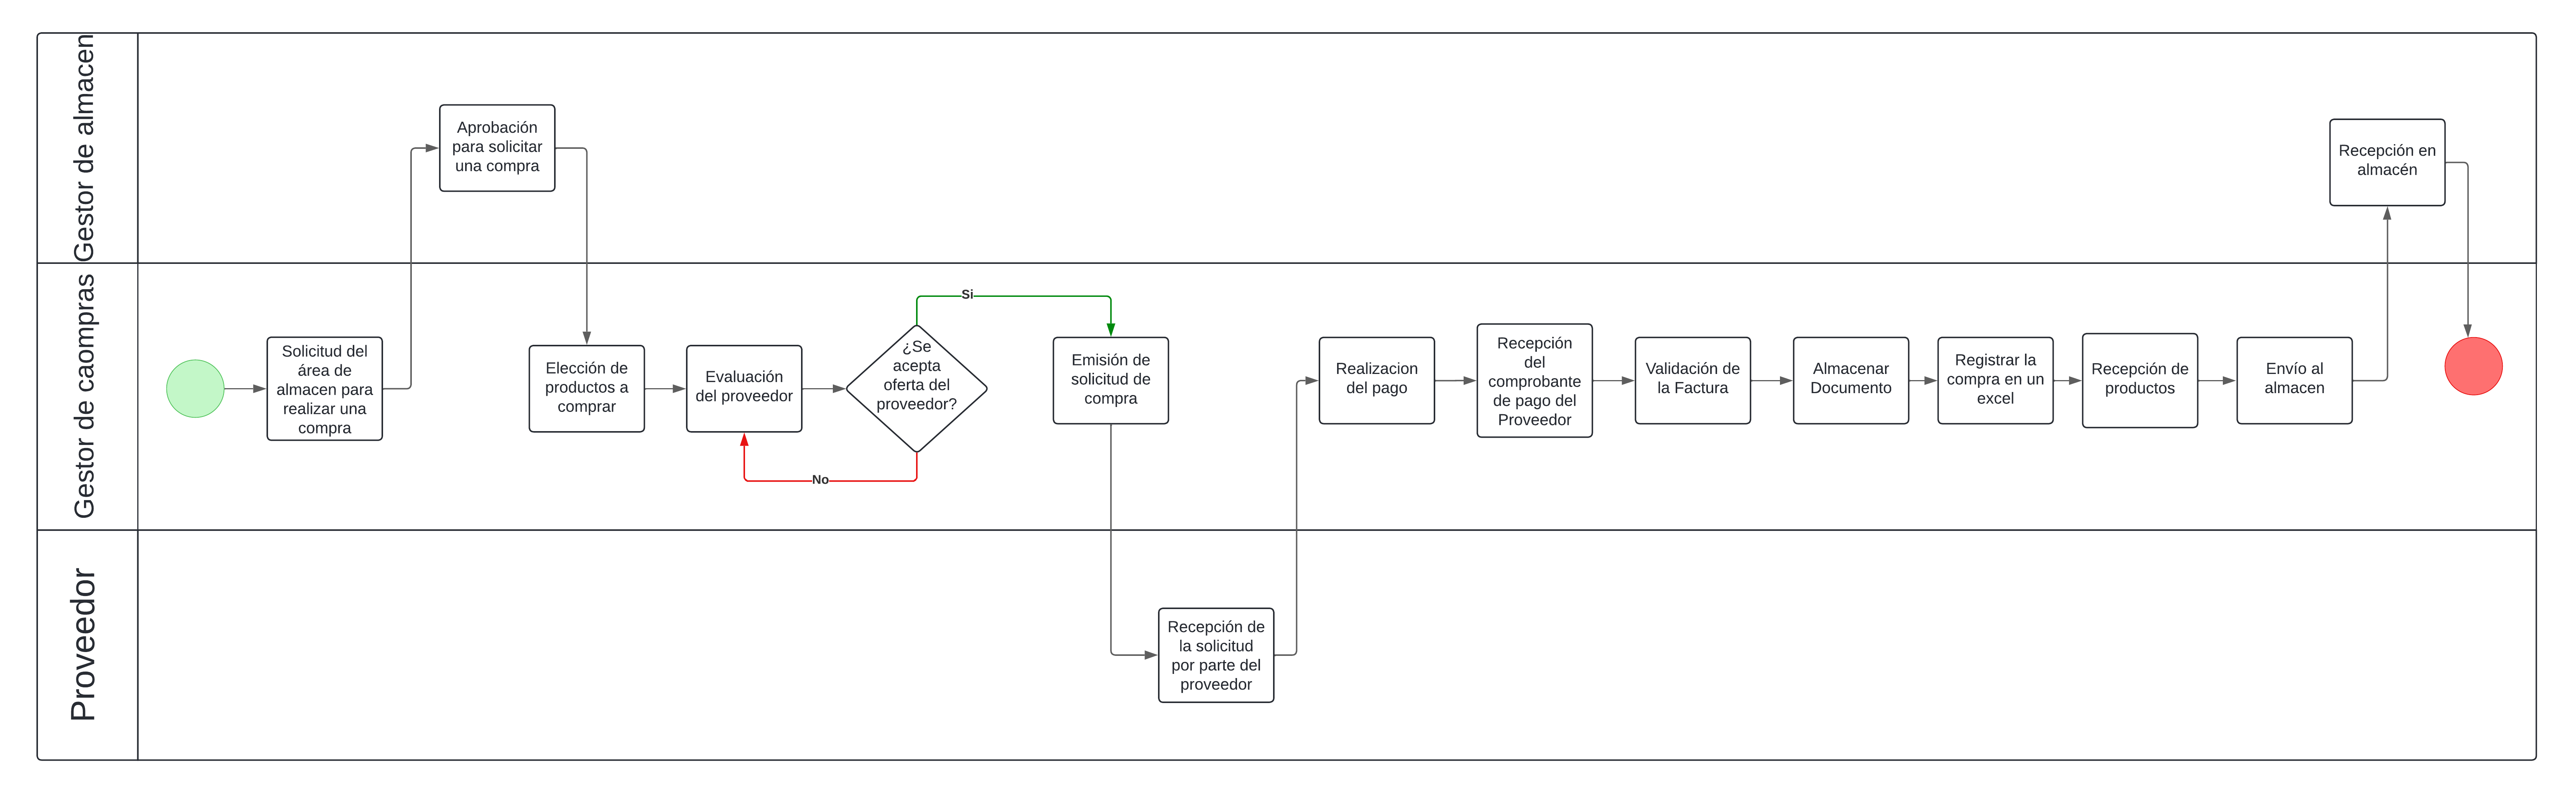 Gestor de almacen
Aprobación
para solicitar
una compra
Recepción en
almacén
Gestor de caompras
Solicitud del
área de
almacen para
realizar una
compra
Elección de
productos a
comprar
Evaluación
del proveedor
¿Se
acepta
oferta del
proveedor?
Si
No
Emisión de
solicitud de
compra
Realizacion
del pago
Recepción
del
comprobante
de pago del
Proveedor
Validación de
la Factura
Almacenar
Documento
Registrar la
compra en un
excel
Recepción de
productos
Envío al
almacen
Proveedor
Recepción de
la solicitud
por parte del
proveedor